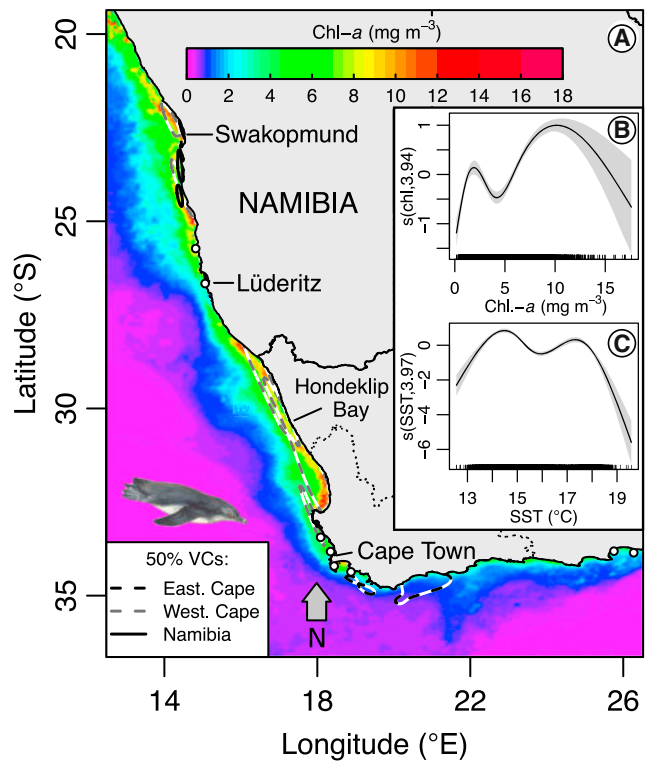 Chl−a (mg m⁻³)
A
0 2 4 6 8 10 12 14 16 18
Swakopmund
NAMIBIA
Lüderitz
Hondeklip
Bay
Cape Town
N
50% VCs:
East. Cape
West. Cape
Namibia
20
25
30
35
Latitude (°S)
14 18 22 26
Longitude (°E)
B
s(chl,3.94)
1
0
−1
0 5 10 15
Chl.−a (mg m⁻³)
C
s(SST,3.97)
0
−2
−4
−6
13 15 17 19
SST (°C)